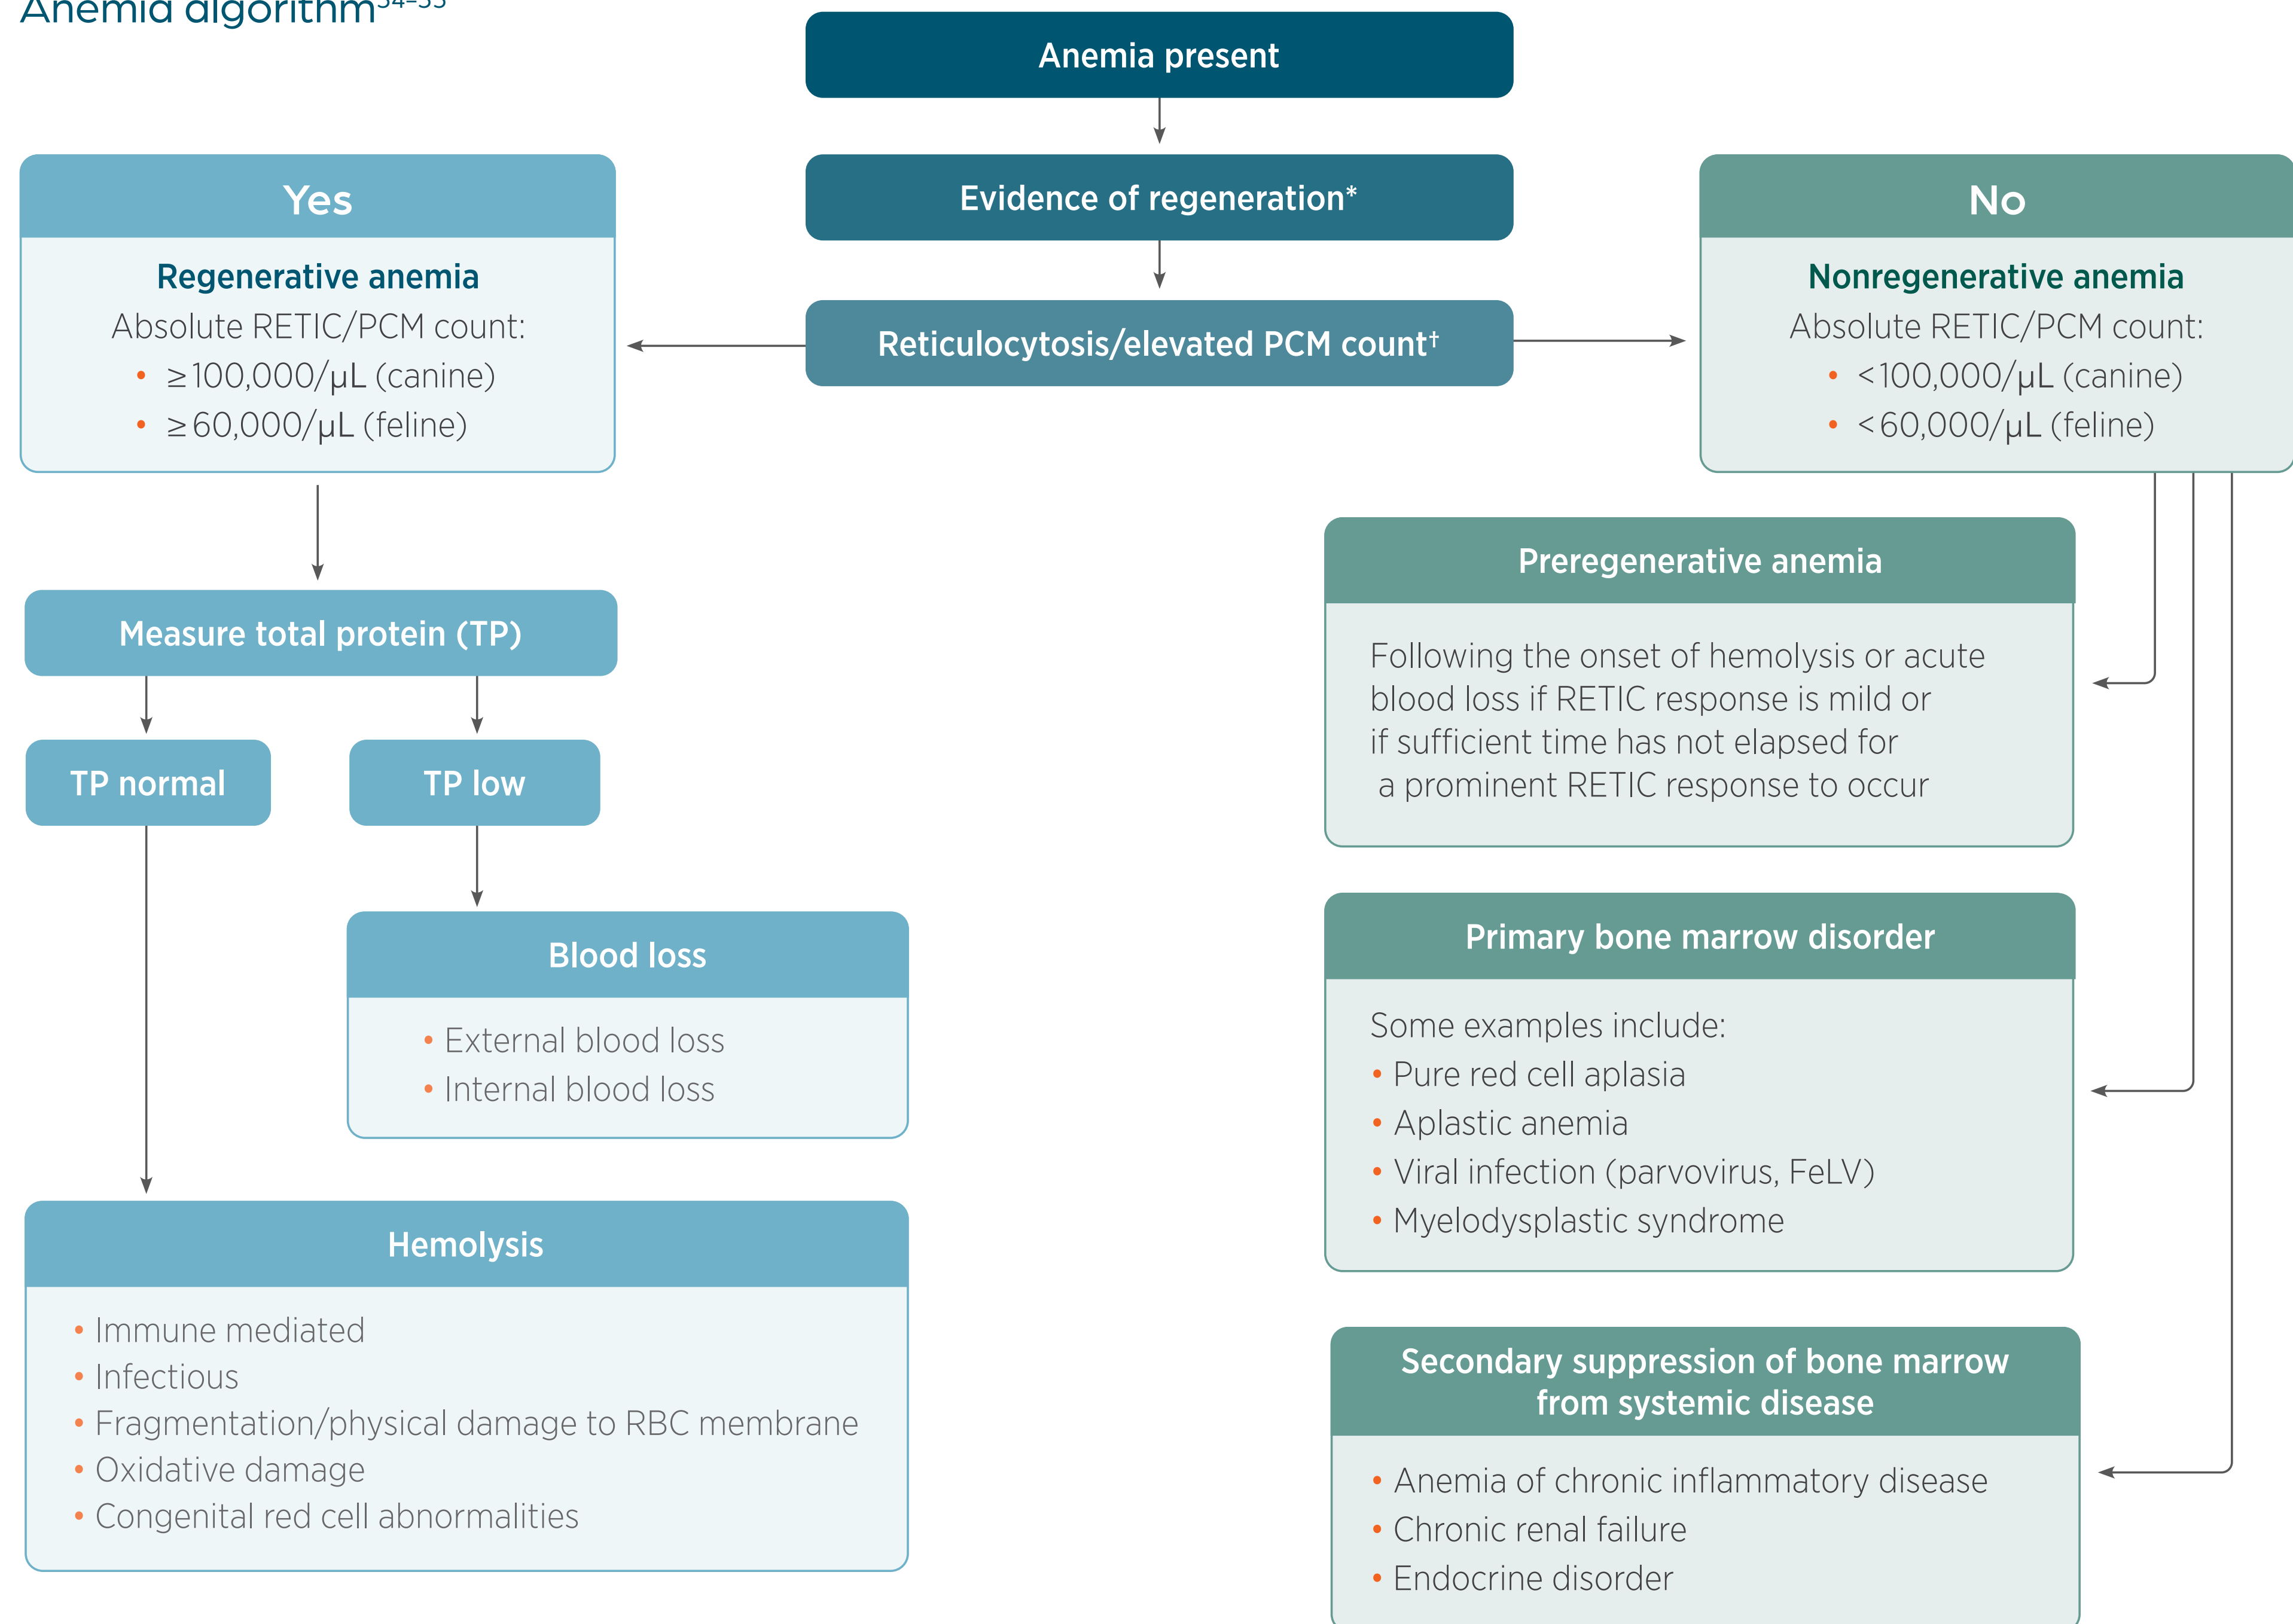 Anemia algorithm³⁴⁻³⁵
Anemia present
Evidence of regeneration*
Reticulocytosis/elevated PCM count†
Yes
Regenerative anemia
Absolute RETIC/PCM count:
• ≥100,000/µL (canine)
• ≥60,000/µL (feline)
Measure total protein (TP)
TP normal
TP low
Blood loss
• External blood loss
• Internal blood loss
Hemolysis
• Immune mediated
• Infectious
• Fragmentation/physical damage to RBC membrane
• Oxidative damage
• Congenital red cell abnormalities
No
Nonregenerative anemia
Absolute RETIC/PCM count:
• <100,000/µL (canine)
• <60,000/µL (feline)
Preregenerative anemia
Following the onset of hemolysis or acute
blood loss if RETIC response is mild or
if sufficient time has not elapsed for
a prominent RETIC response to occur
Primary bone marrow disorder
Some examples include:
• Pure red cell aplasia
• Aplastic anemia
• Viral infection (parvovirus, FeLV)
• Myelodysplastic syndrome
Secondary suppression of bone marrow
from systemic disease
• Anemia of chronic inflammatory disease
• Chronic renal failure
• Endocrine disorder